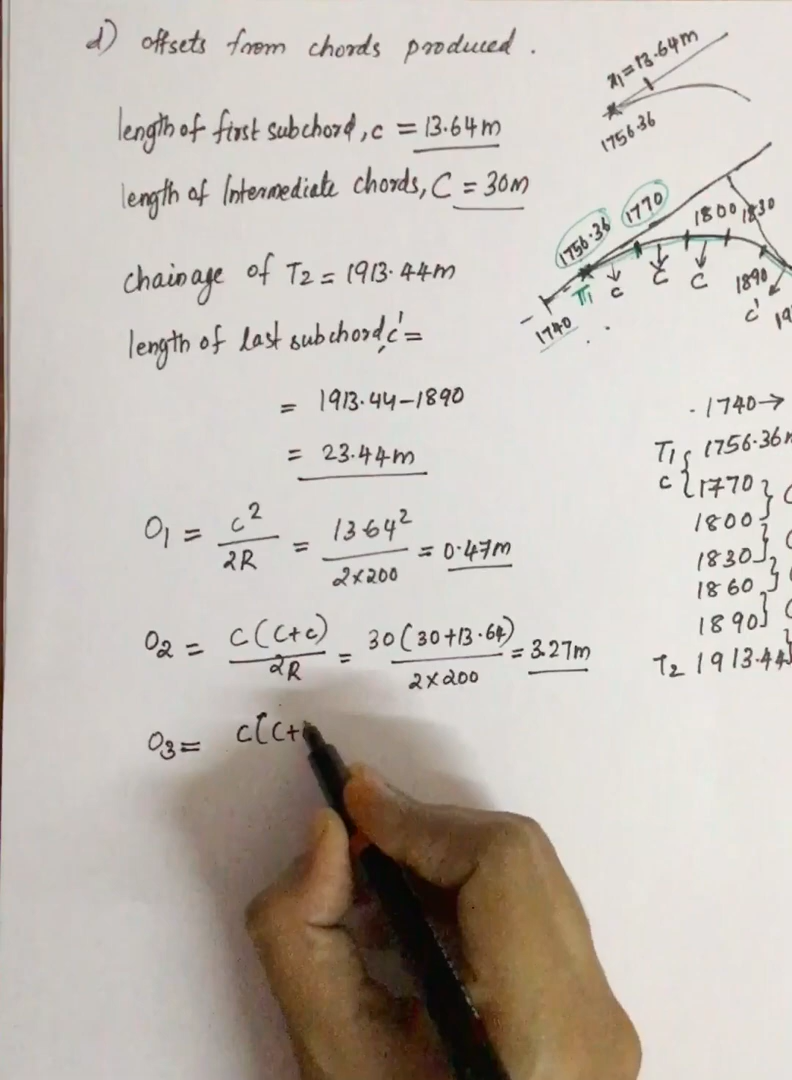 d) offsets from chords produced.
length of first subchord, c = 13.64m
length of Intermediate chords, C = 30m
chainage of T2 = 1913.44m
length of last subchord, c' =
= 1913.44-1890
= 23.44m
O1 = c²/2R = 13.64²/2×200 = 0.47m
O2 = C(C+c)/2R = 30(30+13.64)/2×200 = 3.27m
O3 = C(C+
x1=13.64m
1756.36
1756.36
1770
1800
1830
1890
T1
c
C
C
c'
1740
1740→
T1 1756.36m
c
1770
1800
1830
1860
1890
T2 1913.44